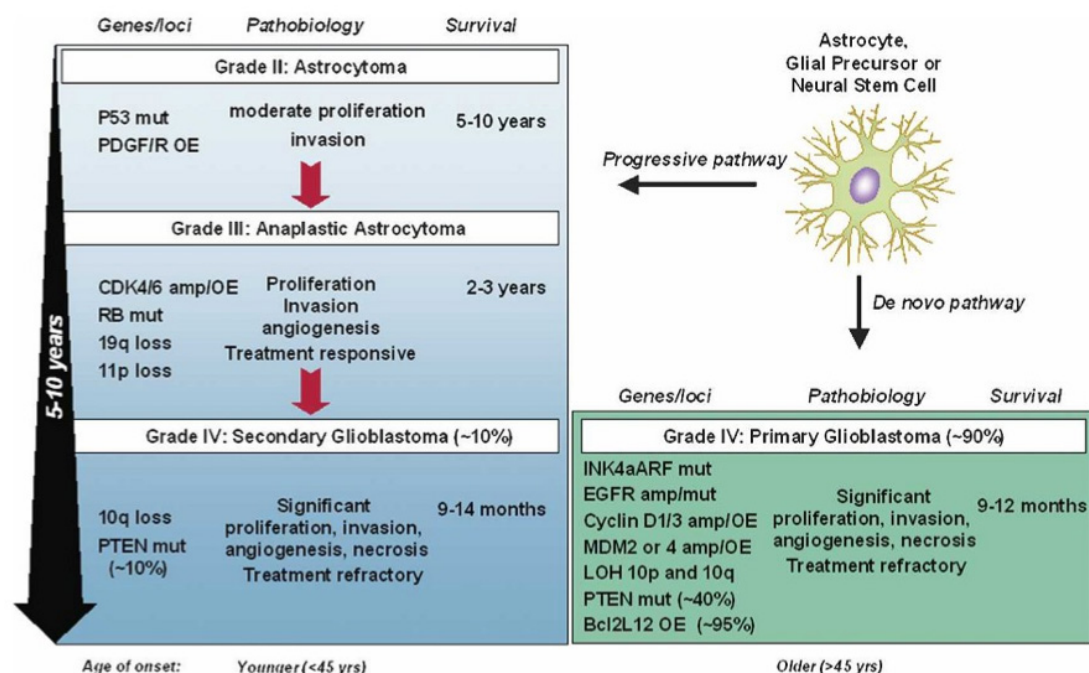 Genes/loci Pathobiology Survival
Grade II: Astrocytoma
P53 mut
PDGF/R OE
moderate proliferation
invasion
5-10 years
Grade III: Anaplastic Astrocytoma
CDK4/6 amp/OE
RB mut
19q loss
11p loss
Proliferation
Invasion
angiogenesis
Treatment responsive
2-3 years
Grade IV: Secondary Glioblastoma (~10%)
10q loss
PTEN mut
(~10%)
Significant
proliferation, invasion,
angiogenesis, necrosis
Treatment refractory
9-14 months
5-10 years
Age of onset: Younger (<45 yrs)
Astrocyte,
Glial Precursor or
Neural Stem Cell
Progressive pathway
De novo pathway
Genes/loci Pathobiology Survival
Grade IV: Primary Glioblastoma (~90%)
INK4aARF mut
EGFR amp/mut
Cyclin D1/3 amp/OE
MDM2 or 4 amp/OE
LOH 10p and 10q
PTEN mut (~40%)
Bcl2L12 OE (~95%)
Significant
proliferation, invasion,
angiogenesis, necrosis
Treatment refractory
9-12 months
Older (>45 yrs)